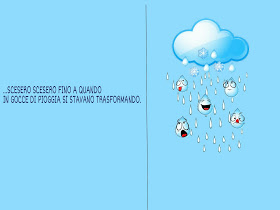 ...SCESERO SCESERO FINO A QUANDO
IN GOCCE DI PIOGGIA SI STAVANO TRASFORMANDO.